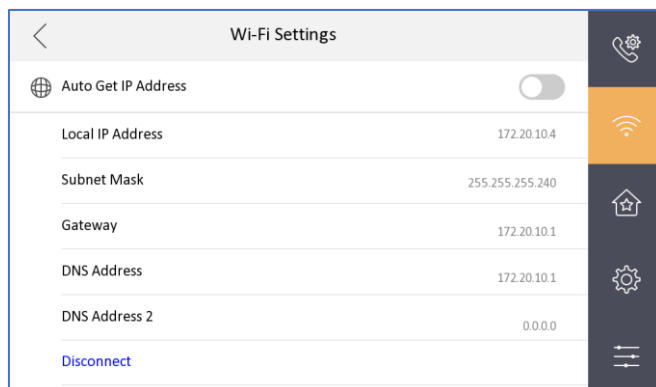 Wi-Fi Settings
Auto Get IP Address
Local IP Address 172.20.10.4
Subnet Mask 255.255.255.240
Gateway 172.20.10.1
DNS Address 172.20.10.1
DNS Address 2 0.0.0.0
Disconnect